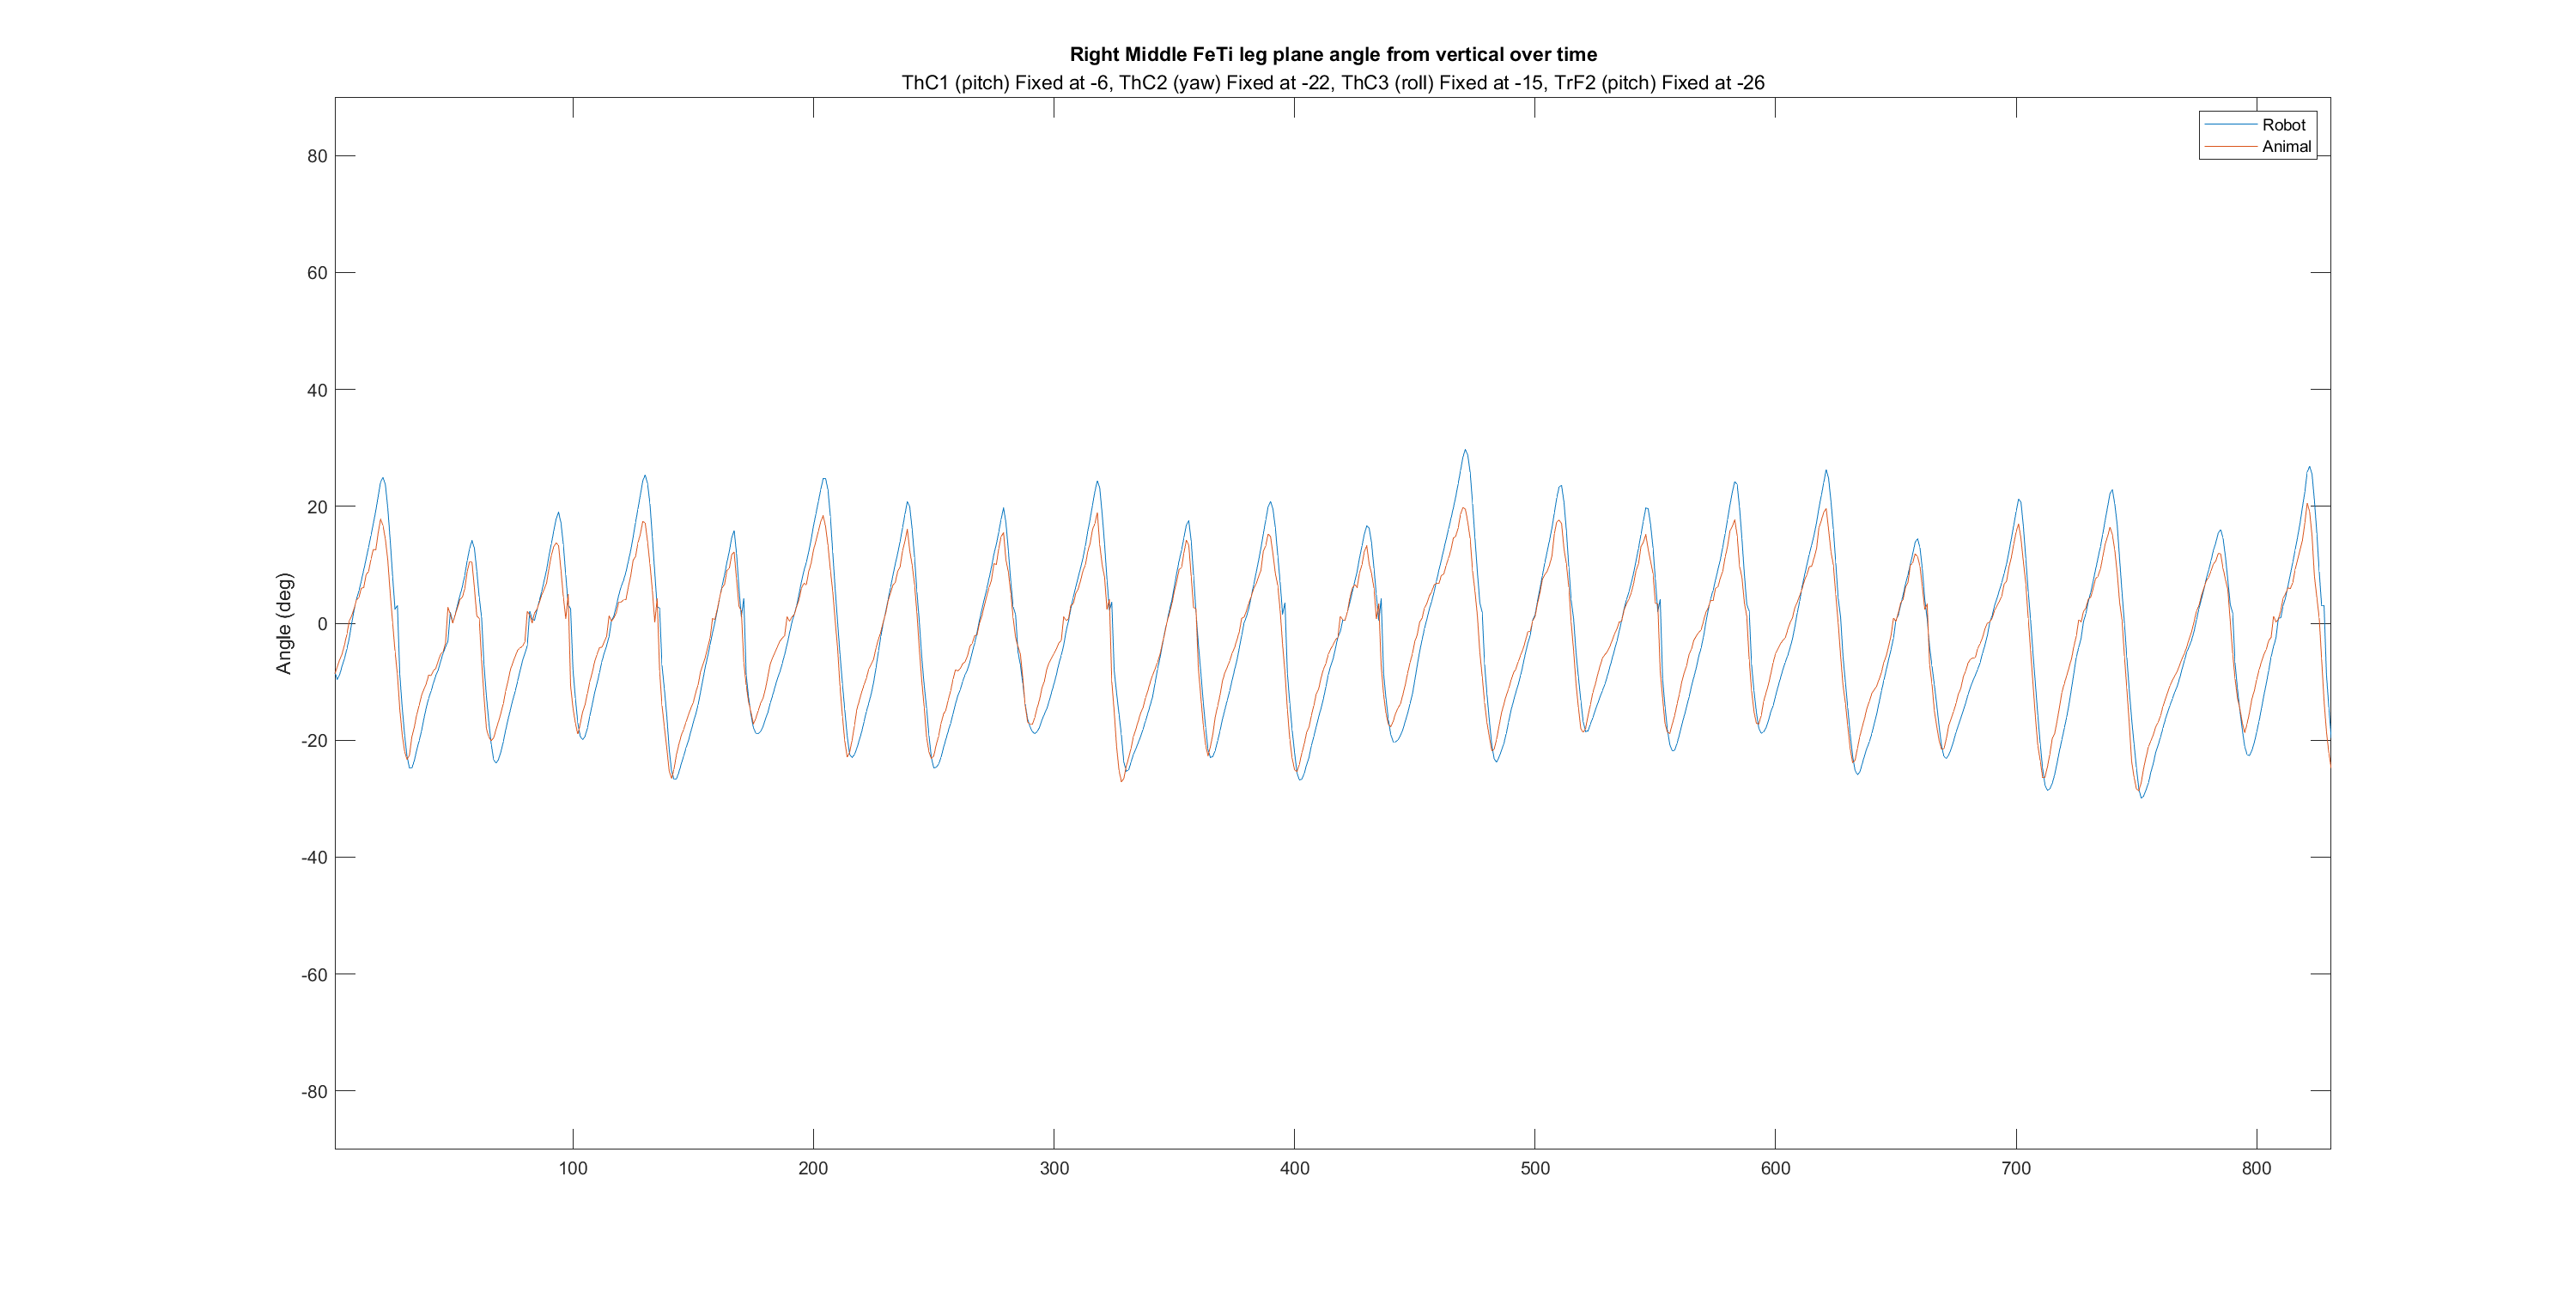 Right Middle FeTi leg plane angle from vertical over time
ThC1 (pitch) Fixed at -6, ThC2 (yaw) Fixed at -22, ThC3 (roll) Fixed at -15, TrF2 (pitch) Fixed at -26
Robot
Animal
80
60
40
20
0
-20
-40
-60
-80
Angle (deg)
100 200 300 400 500 600 700 800